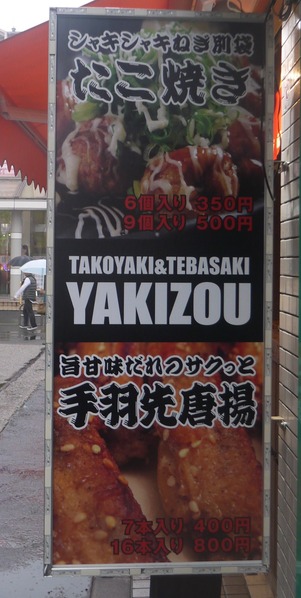 シャキシャキねぎ別袋
たこ焼き
6個入り 350円
9個入り 500円
TAKOYAKI&TEBASAKI
YAKIZOU
旨甘味だれのサクっと
手羽先唐揚
7本入り 400円
16本入り 800円